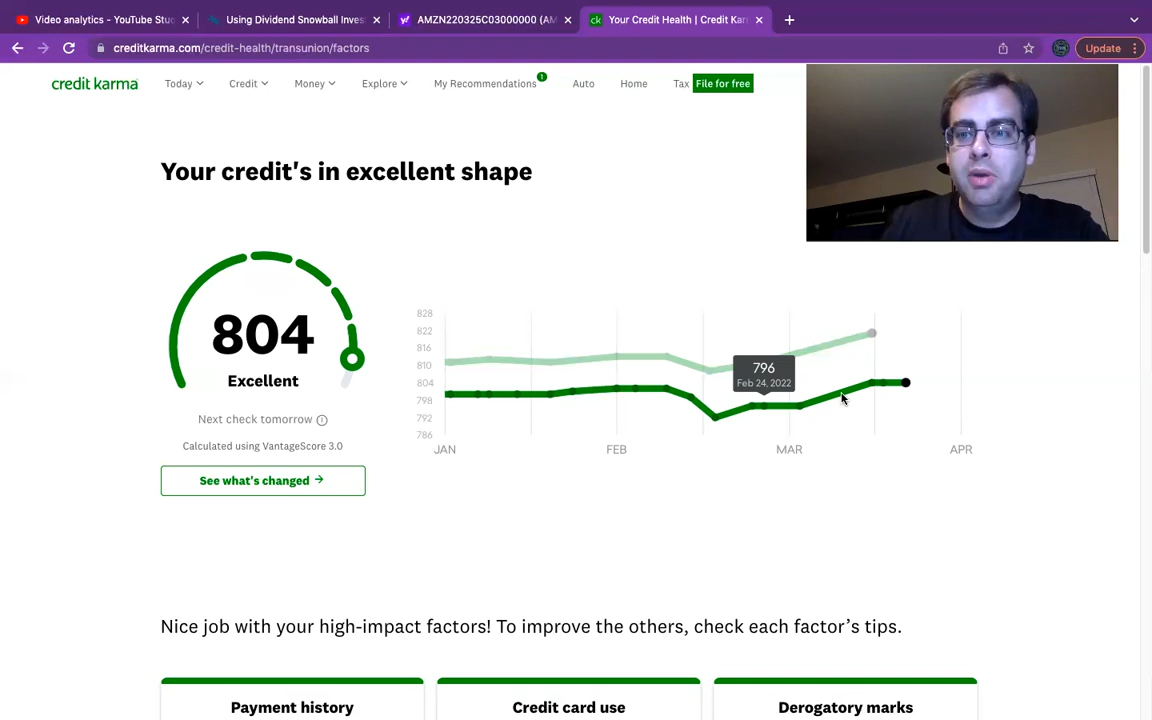 Video analytics - YouTube Stud
Using Dividend Snowball Inves
AMZN220325C03000000 (AM
Your Credit Health | Credit Karm
creditkarma.com/credit-health/transunion/factors
Update
credit karma
Today
Credit
Money
Explore
My Recommendations 1
Auto
Home
Tax File for free
Your credit's in excellent shape
804
Excellent
Next check tomorrow
Calculated using VantageScore 3.0
See what's changed →
828
822
816
810
804
798
792
786
796
Feb 24, 2022
JAN FEB MAR APR
Nice job with your high-impact factors! To improve the others, check each factor's tips.
Payment history
Credit card use
Derogatory marks